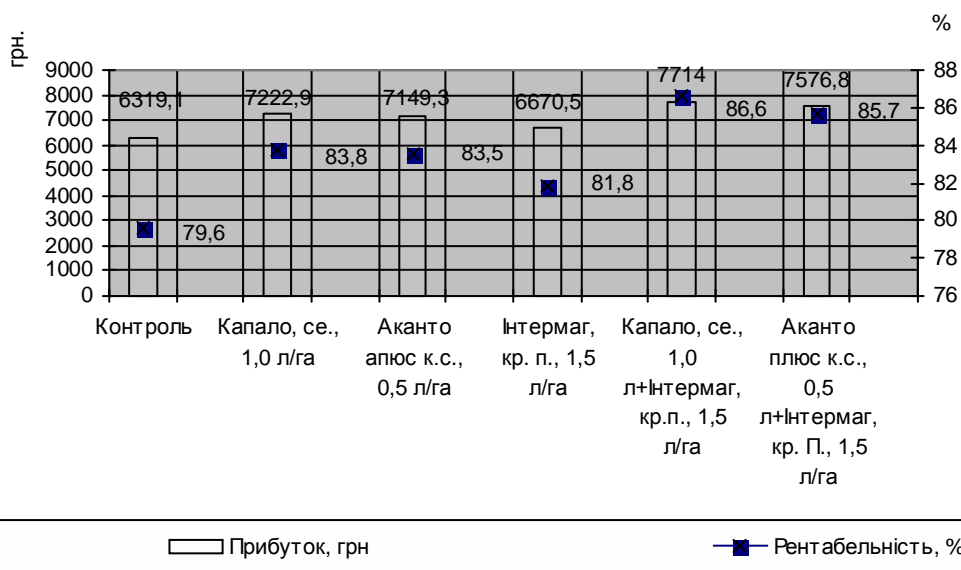 %
грн.
9000
8000
7000
6000
5000
4000
3000
2000
1000
0
88
86
84
82
80
78
76
6319,1
7222,9
7149,3
6670,5
7714
7576,8
79,6
83,8
83,5
81,8
86,6
85,7
Контроль
Капало, се.,
1,0 л/га
Аканто
апюс к.с.,
0,5 л/га
Інтермаг,
кр. п., 1,5
л/га
Капало, се.,
1,0
л+Інтермаг,
кр.п., 1,5
л/га
Аканто
плюс к.с.,
0,5
л+Інтермаг,
кр. П., 1,5
л/га
Прибуток, грн
Рентабельність, %